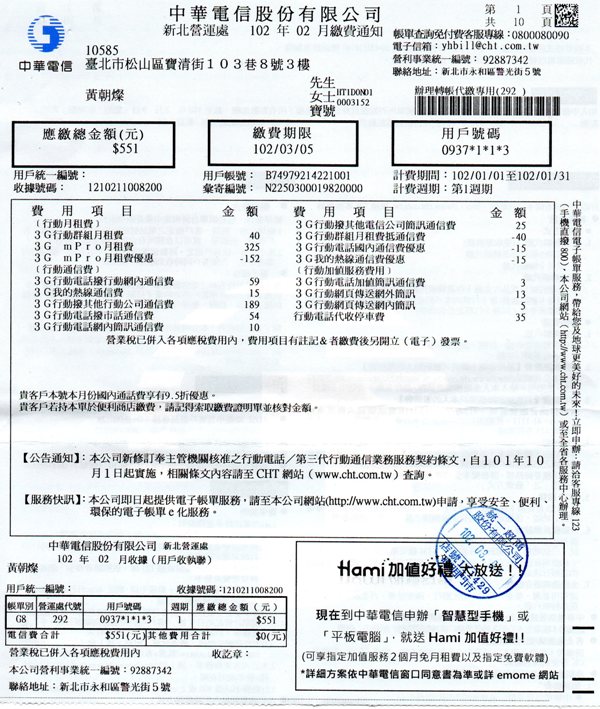 中華電信
中華電信股份有限公司
新北營運處 102 年 02 月繳費通知
第 1 頁
共 10 頁
帳單查詢免付費客服專線：0800080090
電子信箱：yhbill@cht.com.tw
營利事業統一編號：92887342
聯絡地址：新北市永和區警光街５號
10585
臺北市松山區寶清街１０３巷８號３樓
黃朝燦
先生
女士
寶號
HT1D0N01
0003152
辦理轉帳代繳專用(292 )
應繳總金額(元)
$551
繳費期限
102/03/05
用戶號碼
0937*1*1*3
用戶統一編號：
用戶帳號： B74979214221001
計費期間：102/01/01至102/01/31
收據號碼： 1210211008200
彙寄編號： N2250300019820000
計費週期：第1週期
費 用 項 目 金 額
（行動月租費）
３Ｇ行動群組月租費 40
３Ｇ ｍＰｒｏ月租費 325
３Ｇ ｍＰｒｏ月租費優惠 -152
（行動通信費）
３Ｇ行動電話撥行動網內通信費 59
３Ｇ我的熱線通信費 15
３Ｇ行動撥其他行動公司通信費 189
３Ｇ行動電話撥市話通信費 54
３Ｇ行動電話網內簡訊通信費 10
費 用 項 目 金 額
３Ｇ行動撥其他電信公司簡訊通信費 25
３Ｇ行動群組月租抵通信費 -40
３Ｇ行動電話國內通信費優惠 -15
３Ｇ我的熱線通信費優惠 -15
（行動加值服務費用）
３Ｇ行動電話加值簡訊通信費 3
３Ｇ行動網頁傳送網外簡訊 13
３Ｇ行動網頁傳送網內簡訊費 5
行動電話代收停車費 35
營業稅已併入各項應稅費用內，費用項目有註記＆者繳費後另開立（電子）發票。
貴客戶本號本月份國內通話費享有9.5折優惠。
貴客戶若持本單於便利商店繳費，請記得索取繳費證明單並核對金額。
【公告通知】：本公司新修訂奉主管機關核准之行動電話／第三代行動通信業務服務契約條文，自１０１年１０
月１日起實施，相關條文內容請至 CHT 網站（www.cht.com.tw）查詢。
【服務快訊】：本公司即日起提供電子帳單服務，請至本公司網站(http://www.cht.com.tw)申請，享受安全、便利、
環保的電子帳單ｅ化服務。
中華電信電子帳單服務，帶給您及地球更美好的未來！立即申辦：請洽客服專線 123
（手機直撥800）、本公司網站（http://www.cht.com.tw）或至全省各服務中心辦理。
中華電信股份有限公司 新北營運處
102 年 02 月收據 (用戶收執聯)
黃朝燦
用戶統一編號： 收據號碼：1210211008200
帳單別 營運處代號 用戶號碼 週期 應繳總金額（元）
G8 292 0937*1*1*3 1 $551
電信費合計 $551(元) 其他費用合計 $0(元)
營業稅已併入各項應稅費用內 收訖章：
本公司營利事業統一編號：92887342
聯絡地址：新北市永和區警光街５號
統一超商
股份有限公司
102.
429
Hami 加值好禮 大放送！！
現在到中華電信申辦「智慧型手機」或
「平板電腦」，就送 Hami 加值好禮!!
(可享指定加值服務２個月免月租費以及指定免費軟體)
*詳細方案依中華電信窗口同意書為準或詳 emome 網站